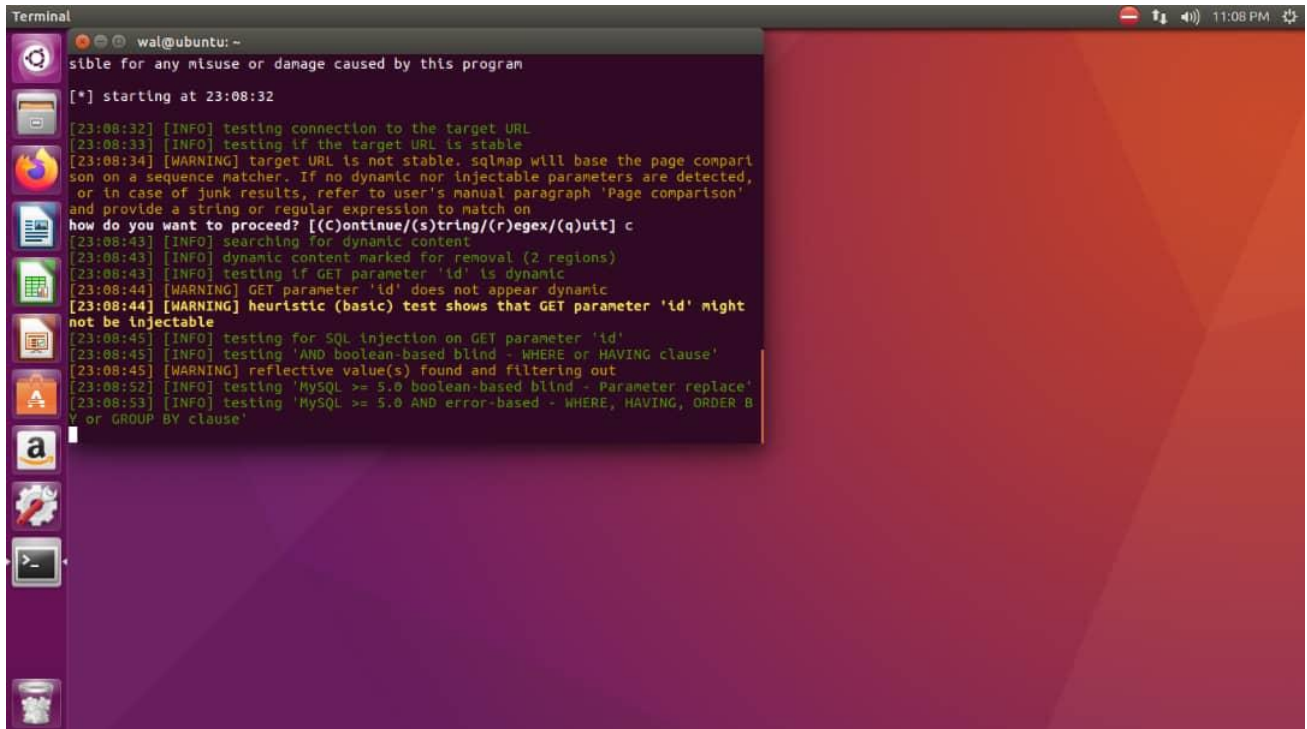 Terminal
11:08 PM
wal@ubuntu: ~
sible for any misuse or damage caused by this program
[*] starting at 23:08:32
[23:08:32] [INFO] testing connection to the target URL
[23:08:33] [INFO] testing if the target URL is stable
[23:08:34] [WARNING] target URL is not stable. sqlmap will base the page compari
son on a sequence matcher. If no dynamic nor injectable parameters are detected,
 or in case of junk results, refer to user's manual paragraph 'Page comparison'
and provide a string or regular expression to match on
how do you want to proceed? [(C)ontinue/(s)tring/(r)egex/(q)uit] c
[23:08:43] [INFO] searching for dynamic content
[23:08:43] [INFO] dynamic content marked for removal (2 regions)
[23:08:43] [INFO] testing if GET parameter 'id' is dynamic
[23:08:44] [WARNING] GET parameter 'id' does not appear dynamic
[23:08:44] [WARNING] heuristic (basic) test shows that GET parameter 'id' might
not be injectable
[23:08:45] [INFO] testing for SQL injection on GET parameter 'id'
[23:08:45] [INFO] testing 'AND boolean-based blind - WHERE or HAVING clause'
[23:08:45] [WARNING] reflective value(s) found and filtering out
[23:08:52] [INFO] testing 'MySQL >= 5.0 boolean-based blind - Parameter replace'
[23:08:53] [INFO] testing 'MySQL >= 5.0 AND error-based - WHERE, HAVING, ORDER B
Y or GROUP BY clause'